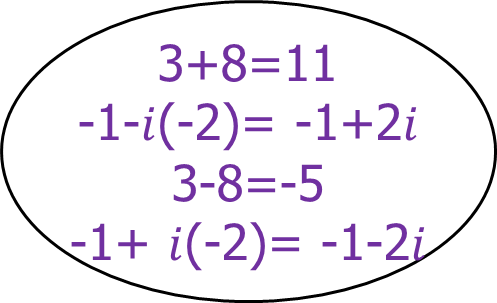 3+8=11
-1-i(-2)= -1+2i
3-8=-5
-1+ i(-2)= -1-2i